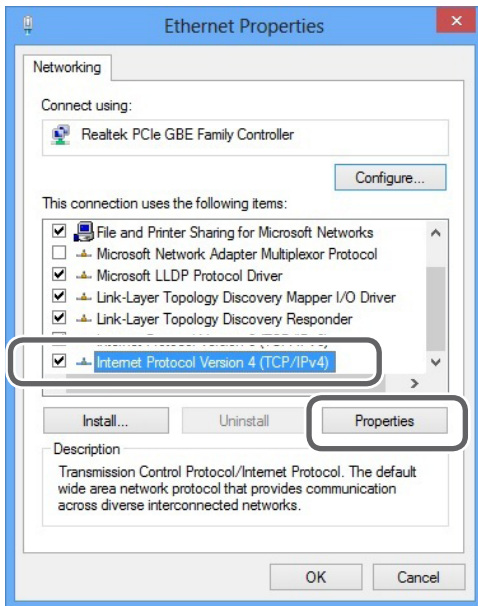 Ethernet Properties
Networking
Connect using:
Realtek PCIe GBE Family Controller
Configure...
This connection uses the following items:
File and Printer Sharing for Microsoft Networks
Microsoft Network Adapter Multiplexor Protocol
Microsoft LLDP Protocol Driver
Link-Layer Topology Discovery Mapper I/O Driver
Link-Layer Topology Discovery Responder
Internet Protocol Version 4 (TCP/IPv4)
Install...
Uninstall
Properties
Description
Transmission Control Protocol/Internet Protocol. The default
wide area network protocol that provides communication
across diverse interconnected networks.
OK
Cancel